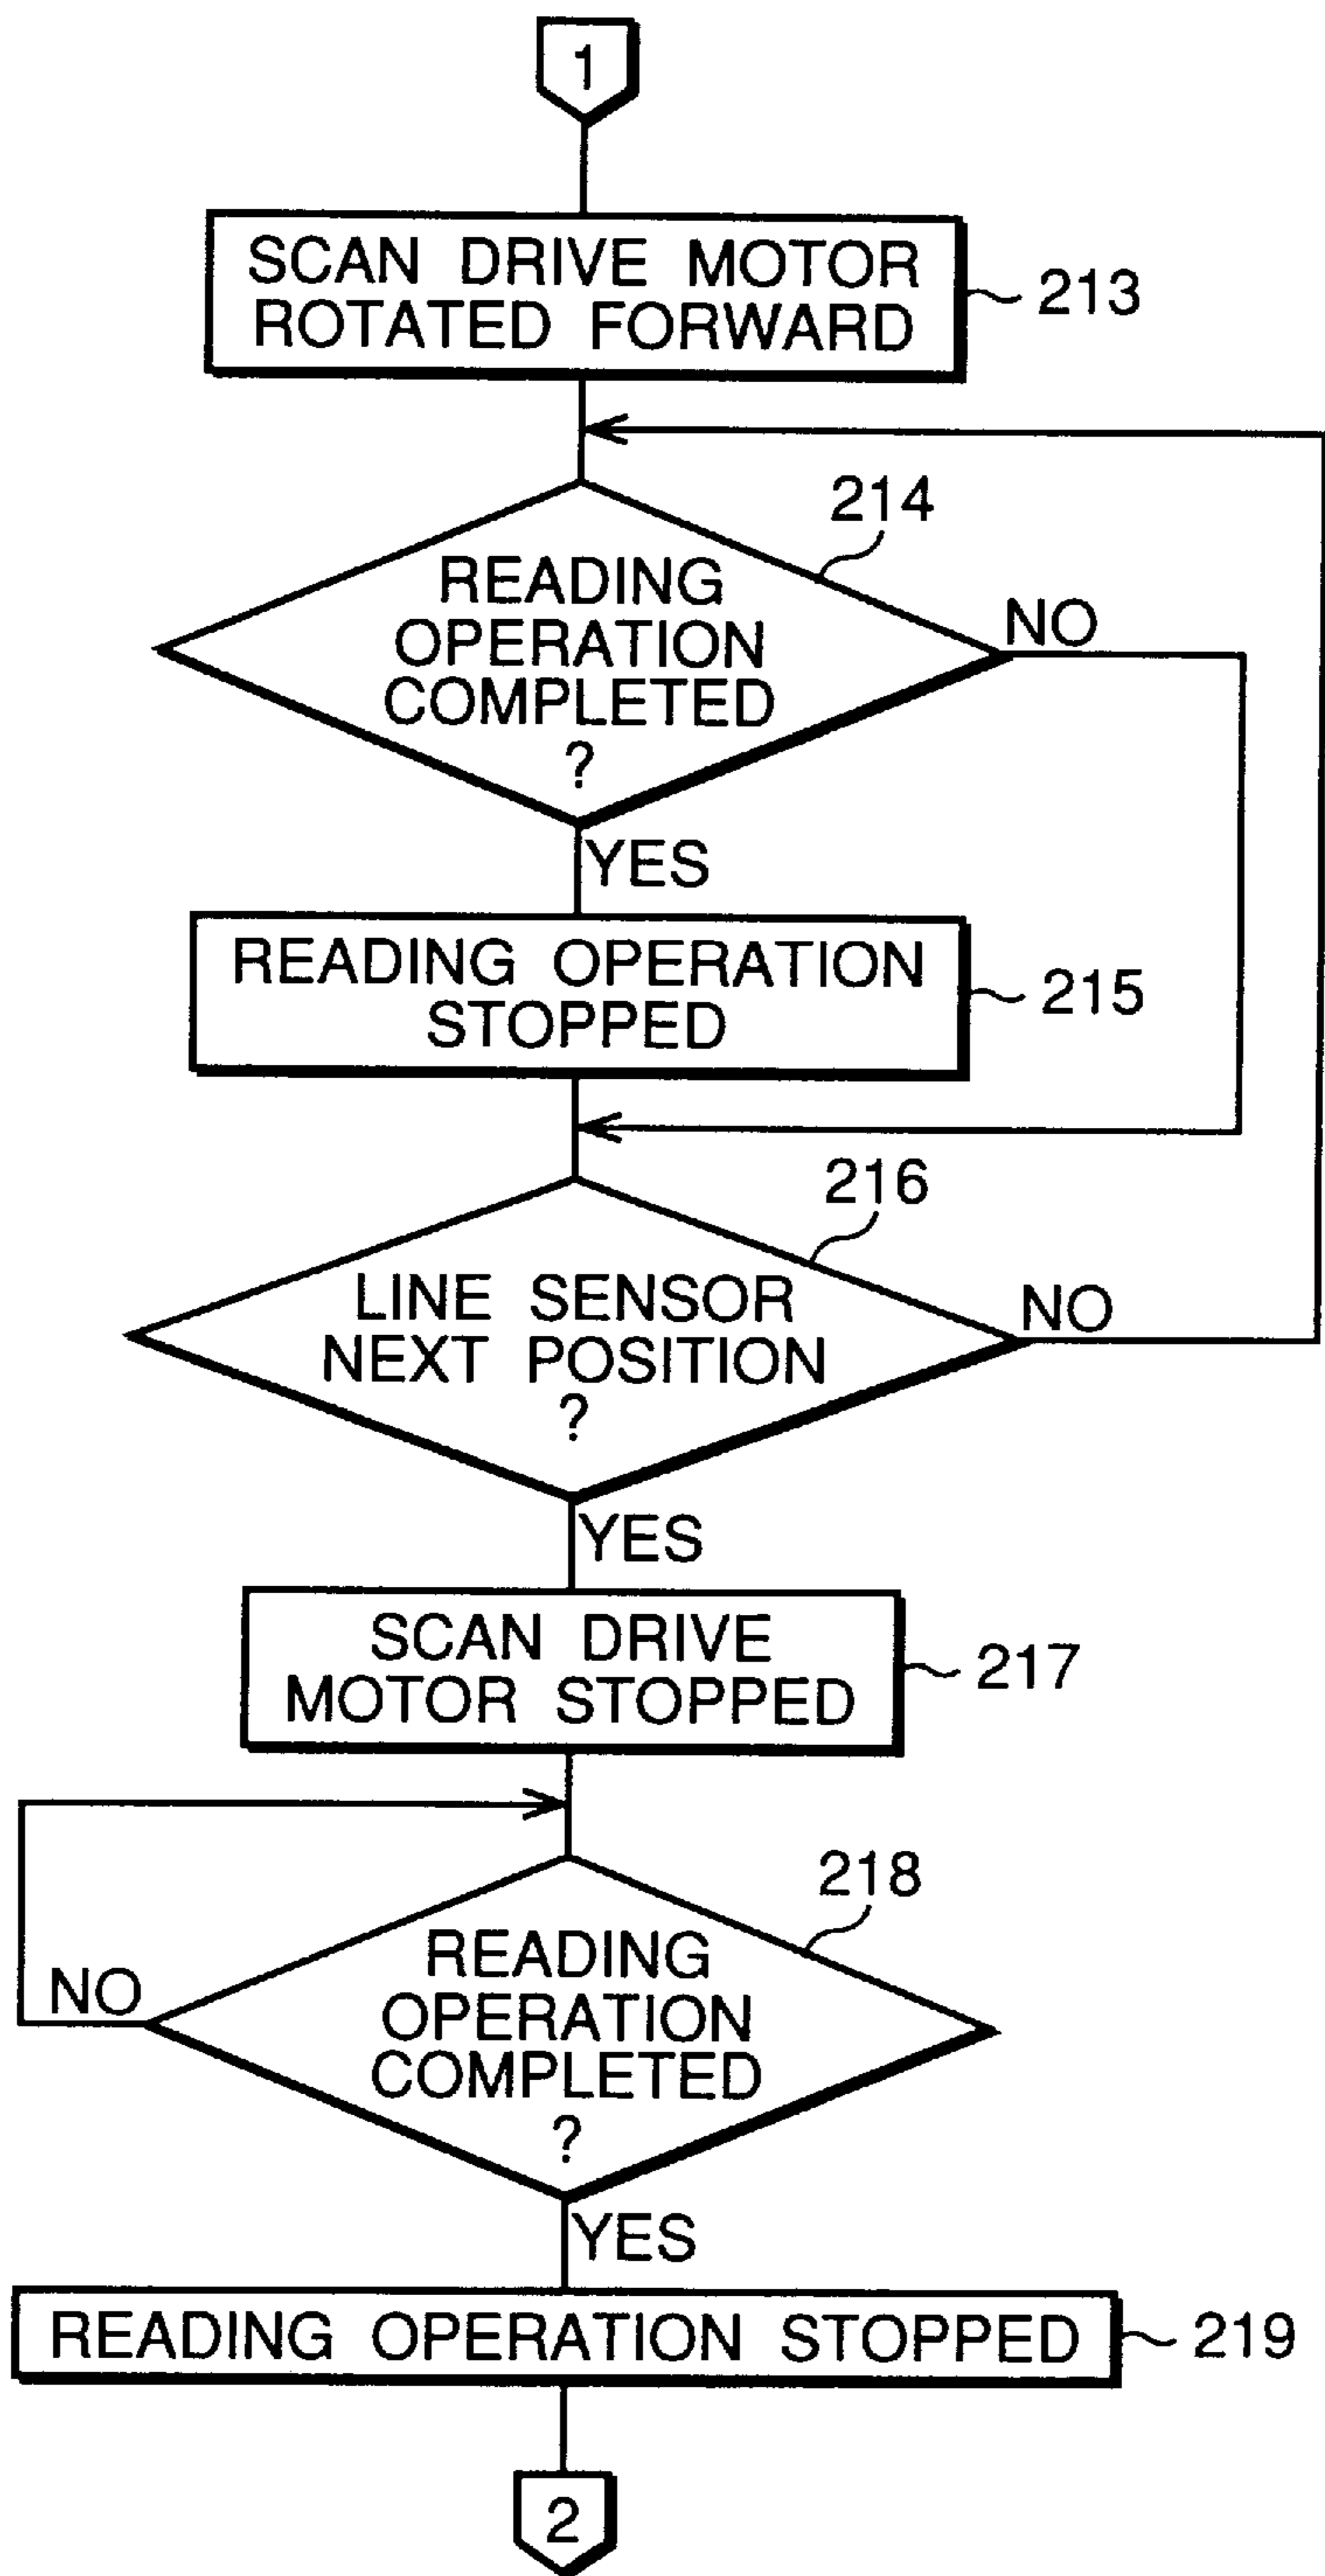 1
SCAN DRIVE MOTOR
ROTATED FORWARD
213
214
READING
OPERATION
COMPLETED
?
NO
YES
READING OPERATION
STOPPED
215
216
LINE SENSOR
NEXT POSITION
?
NO
YES
SCAN DRIVE
MOTOR STOPPED
217
218
READING
OPERATION
COMPLETED
?
NO
YES
READING OPERATION STOPPED
219
2